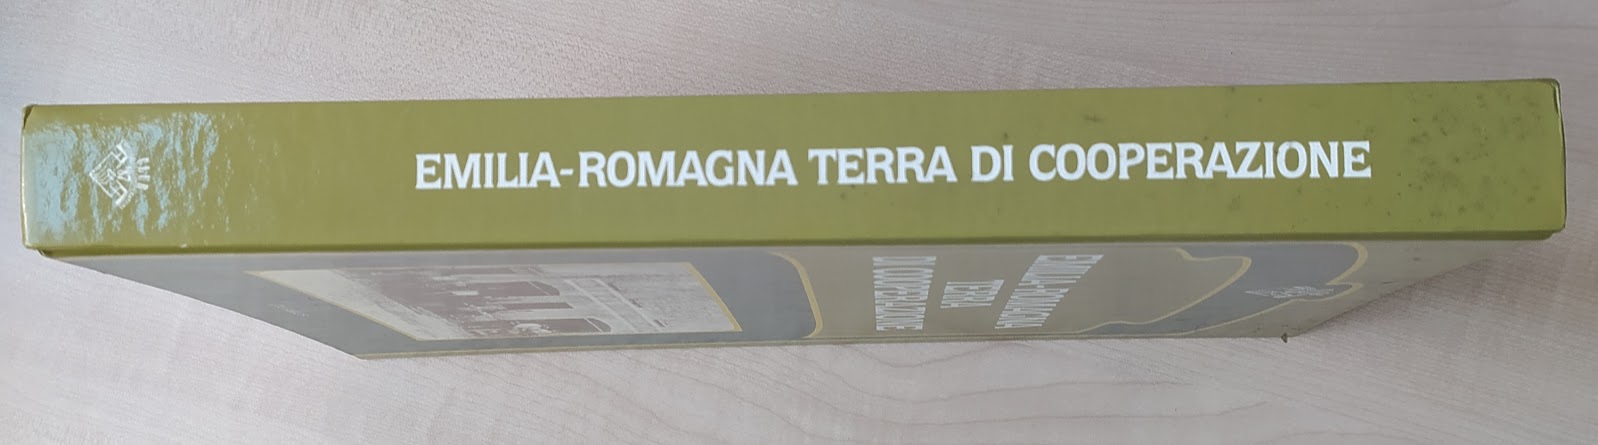 EMILIA-ROMAGNA TERRA DI COOPERAZIONE
EMILIA-ROMAGNA
TERRA
DI COOPERAZIONE